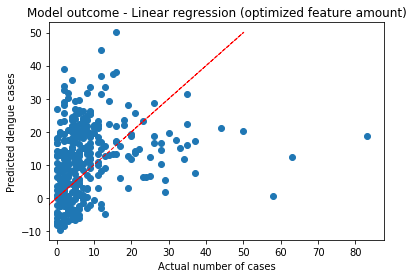 Model outcome - Linear regression (optimized feature amount)
50
40
30
20
10
0
−10
Predicted dengue cases
0 10 20 30 40 50 60 70 80
Actual number of cases